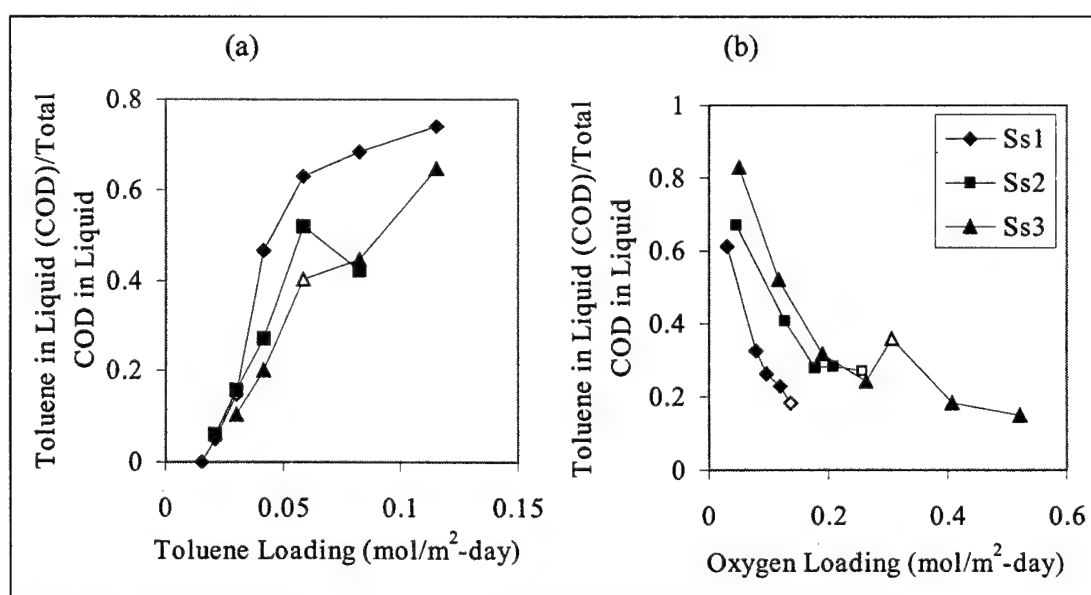 (a)
Toluene in Liquid (COD)/Total
COD in Liquid
0.8
0.6
0.4
0.2
0
0
0.05
0.1
0.15
Toluene Loading (mol/m²-day)
(b)
Toluene in Liquid ((COD)/Total
COD in Liquid
1
0.8
0.6
0.4
0.2
0
0
0.2
0.4
0.6
Oxygen Loading (mol/m²-day)
Ss1
Ss2
Ss3